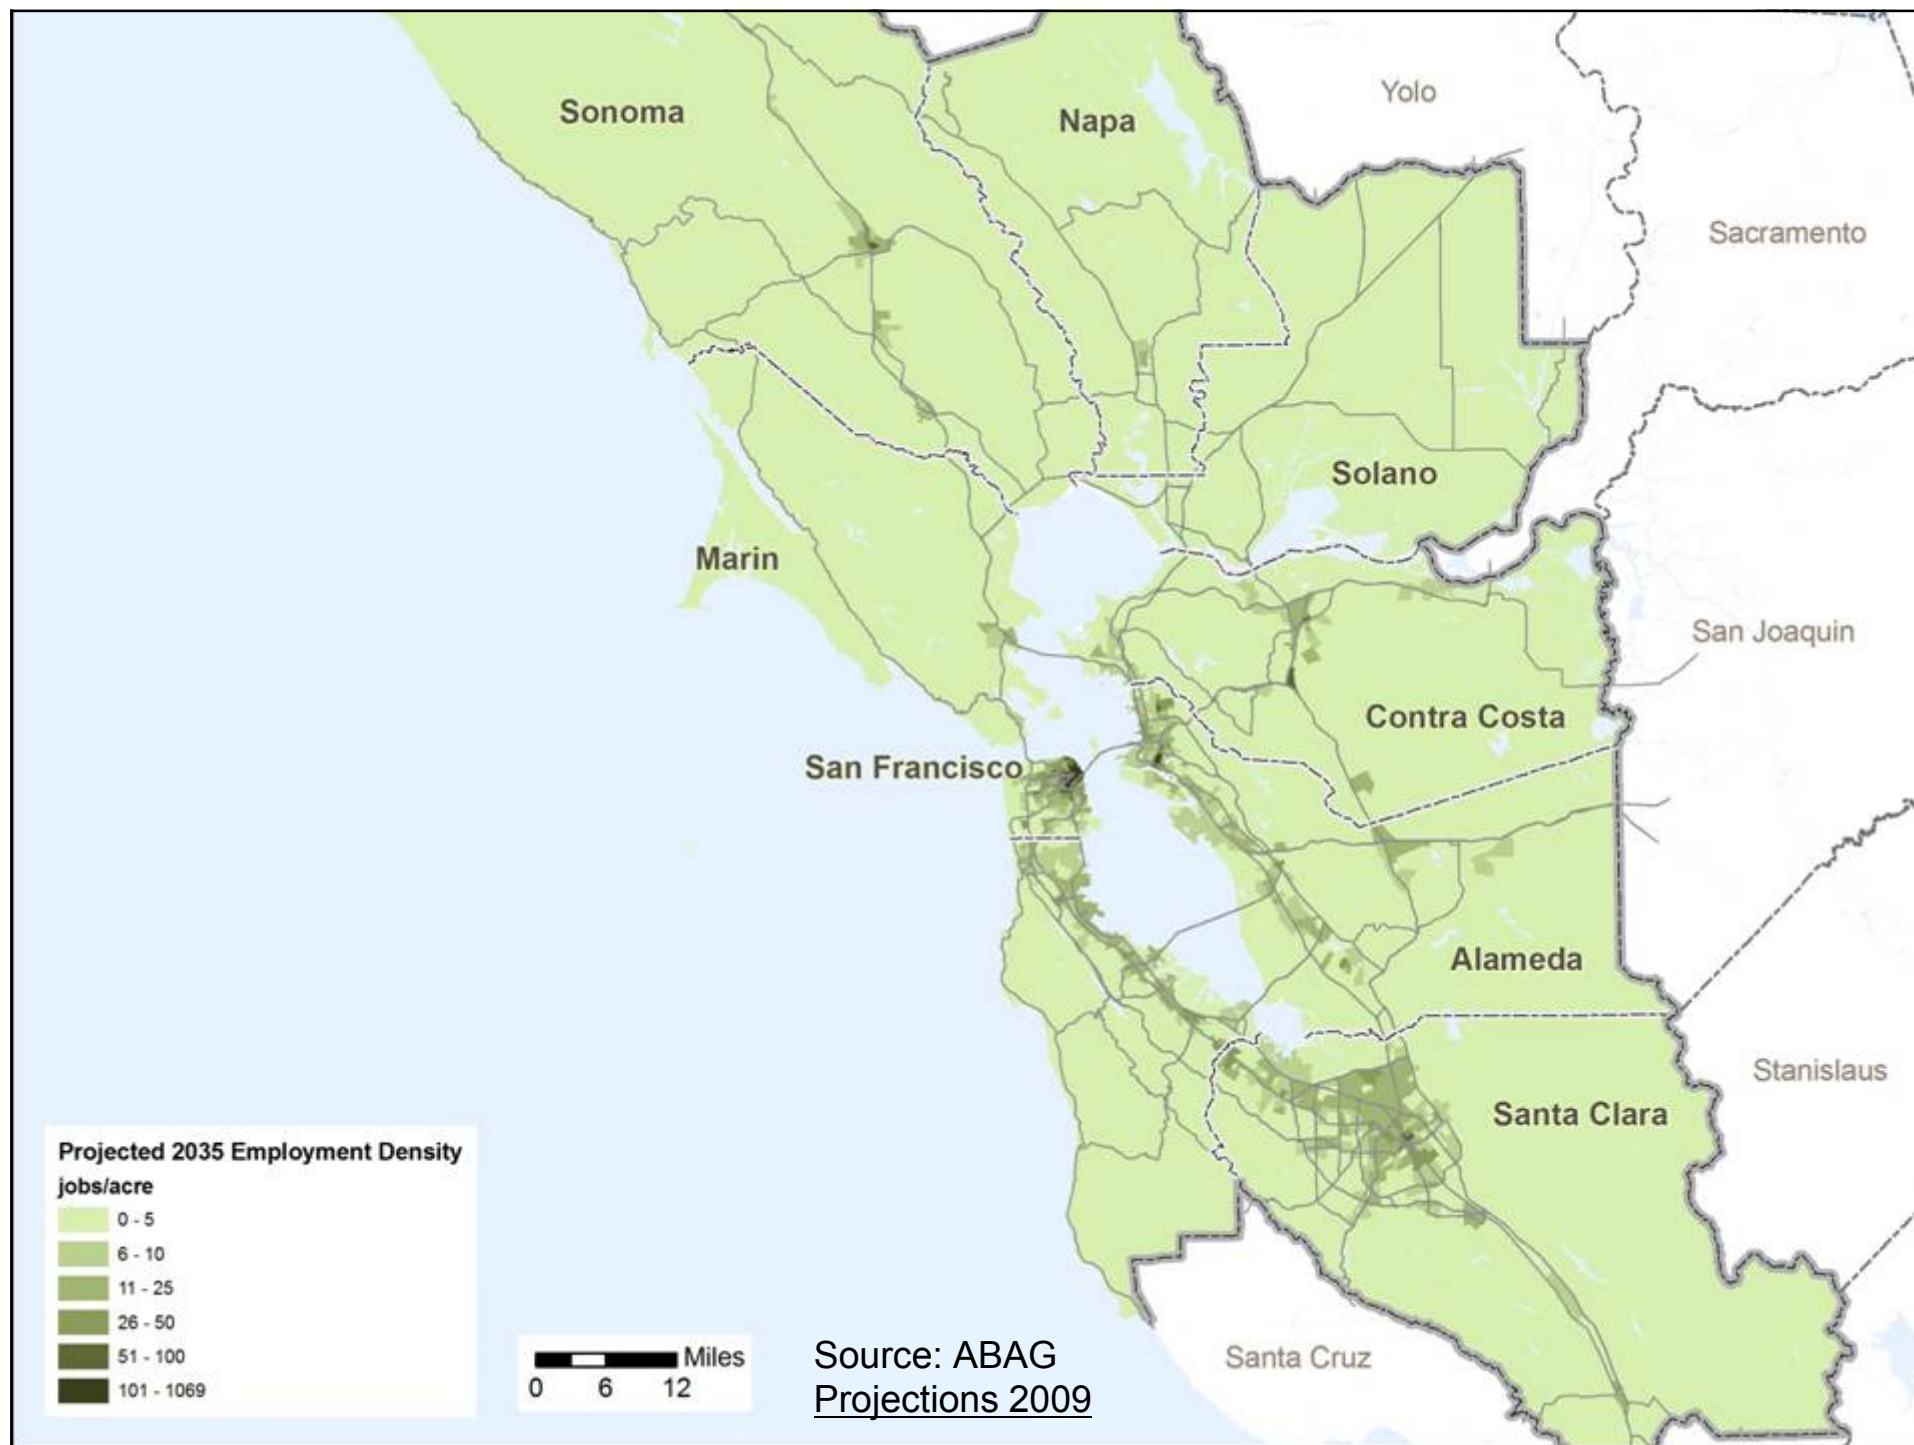 Sonoma
Napa
Yolo
Sacramento
Solano
Marin
San Joaquin
Contra Costa
San Francisco
Alameda
Stanislaus
Santa Clara
Projected 2035 Employment Density
jobs/acre
0 - 5
6 - 10
11 - 25
26 - 50
51 - 100
101 - 1069
Miles
0 6 12
Source: ABAG
Projections 2009
Santa Cruz